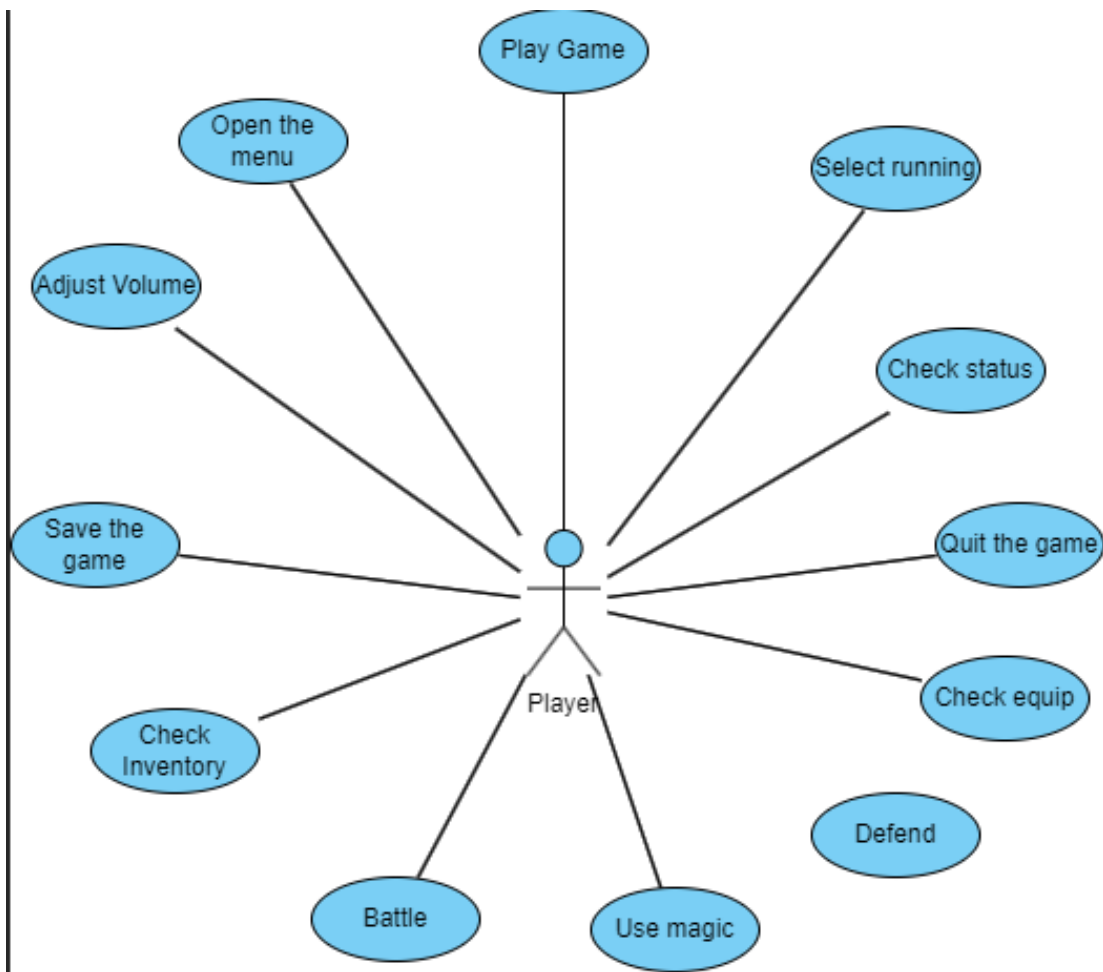 Play Game
Open the
menu
Select running
Adjust Volume
Check status
Save the
game
Quit the game
Player
Check equip
Check
Inventory
Defend
Battle
Use magic